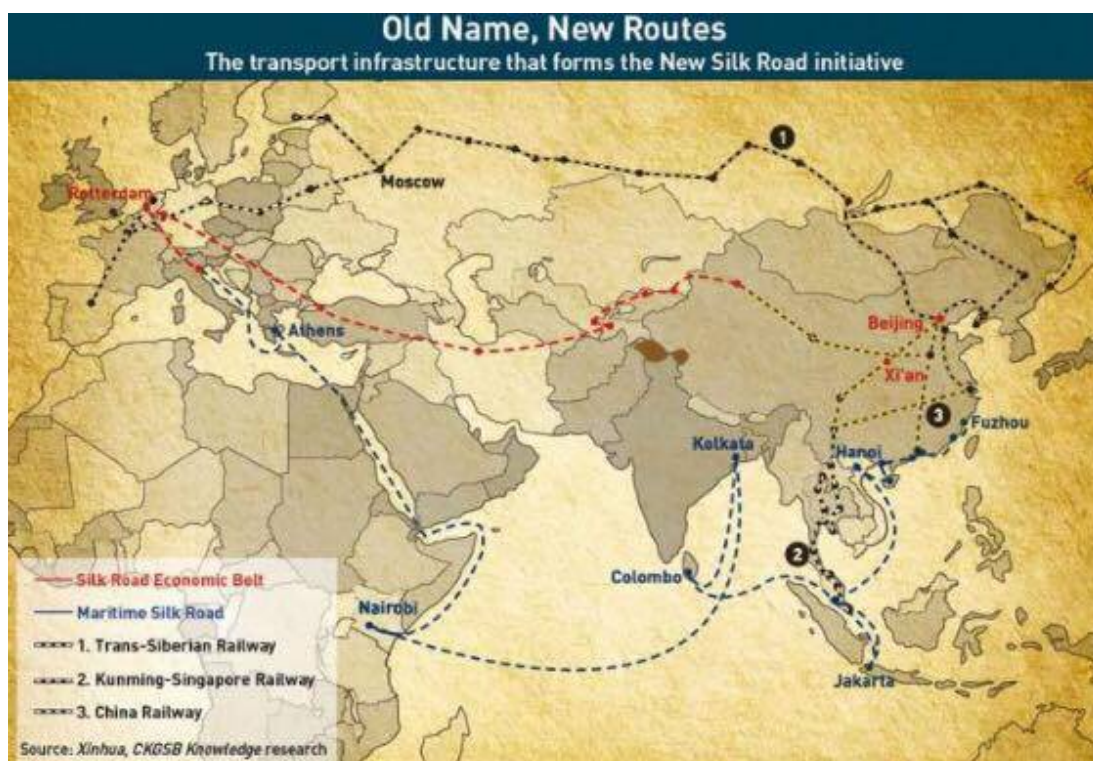 Old Name, New Routes
The transport infrastructure that forms the New Silk Road initiative
1
Moscow
Rotterdam
Athens
Beijing
Xi'an
3
Fuzhou
Kolkata
Hanoi
2
Colombo
Nairobi
Jakarta
Silk Road Economic Belt
Maritime Silk Road
1. Trans-Siberian Railway
2. Kunming-Singapore Railway
3. China Railway
Source: Xinhua, CKGSB Knowledge research